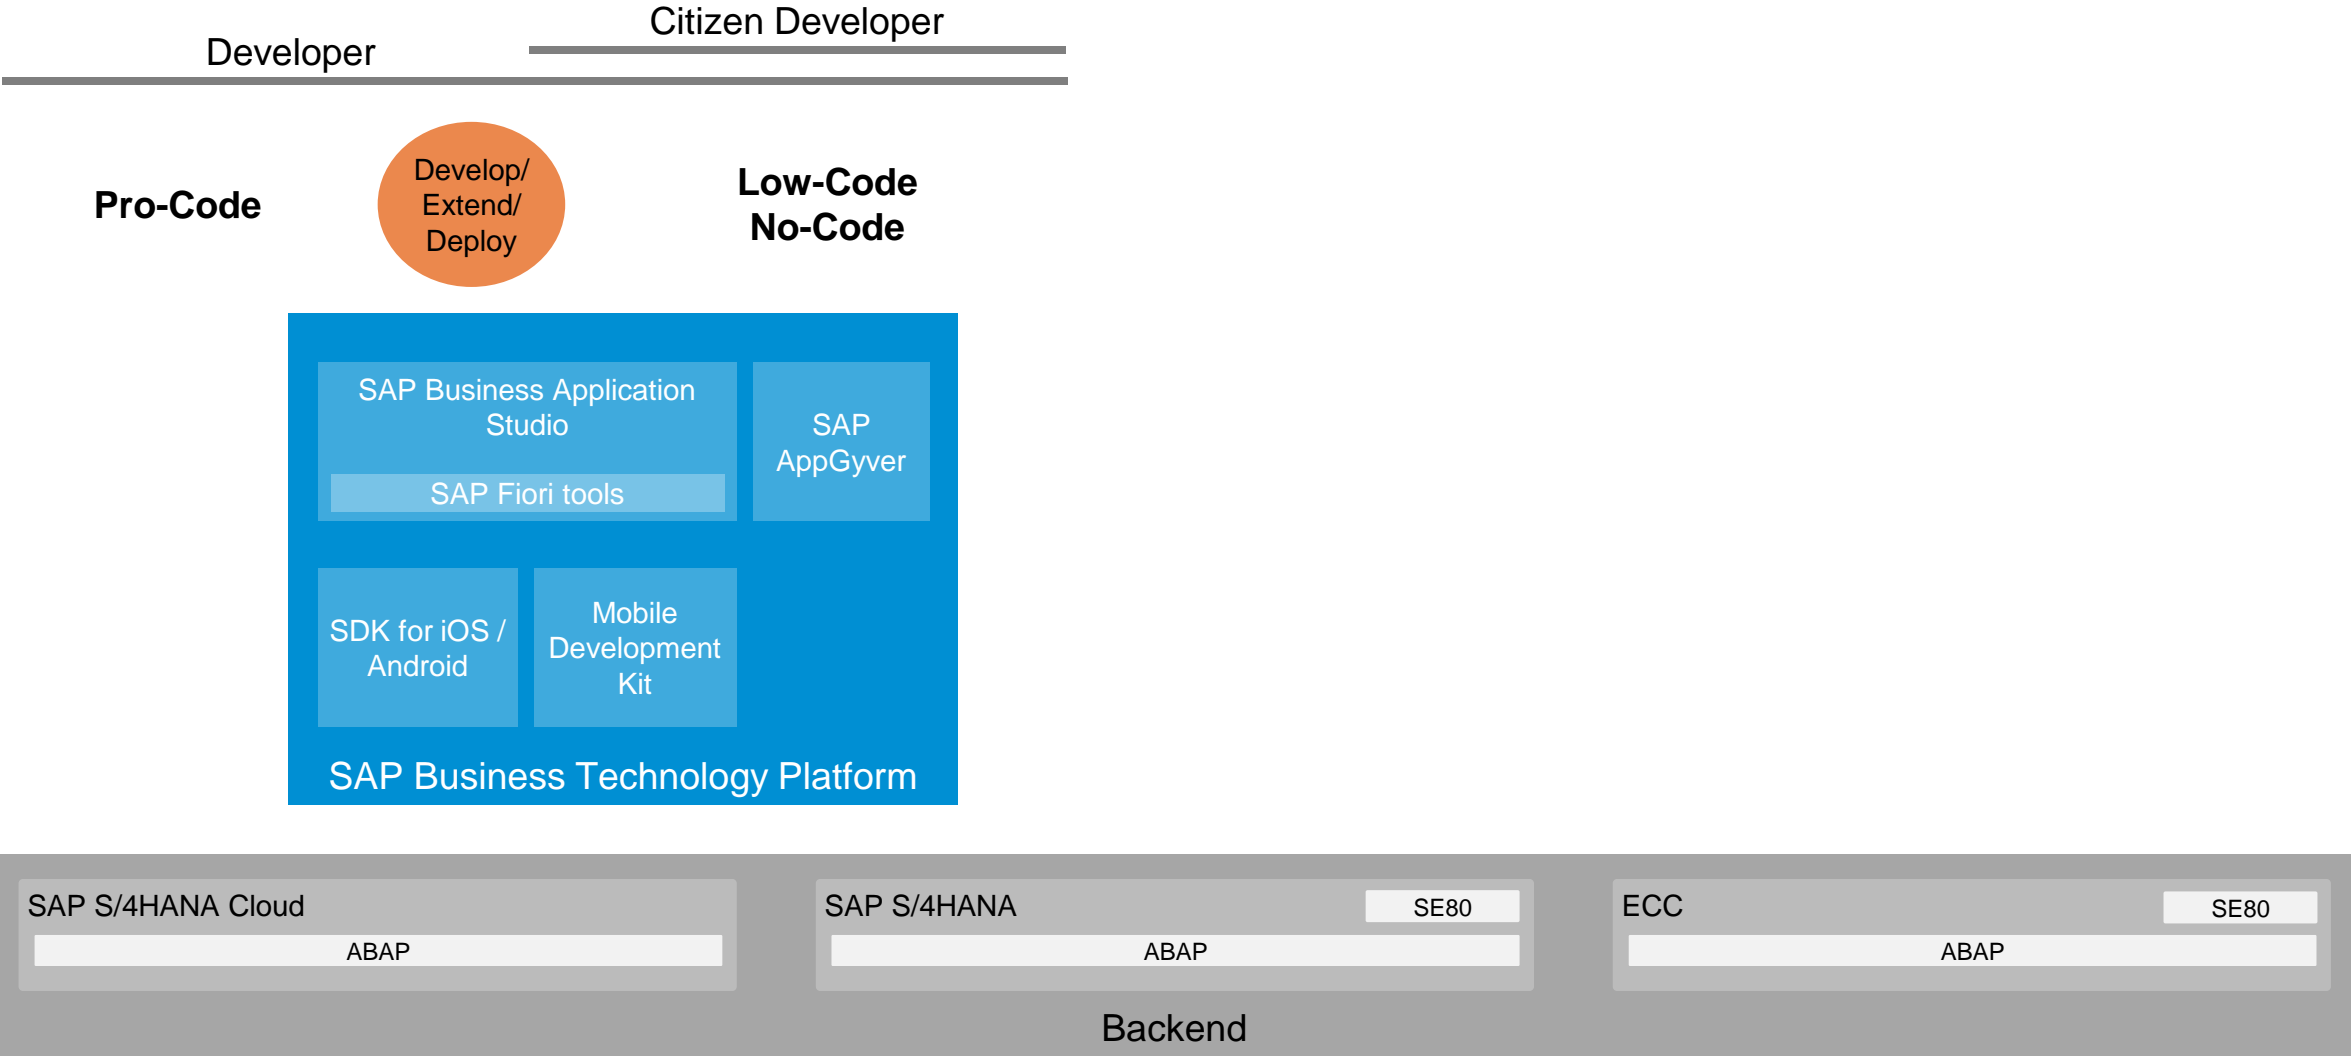 Citizen Developer
Developer
Pro-Code
Develop/
Extend/
Deploy
Low-Code
No-Code
SAP Business Application
Studio
SAP Fiori tools
SAP
AppGyver
SDK for iOS /
Android
Mobile
Development
Kit
SAP Business Technology Platform
SAP S/4HANA Cloud
ABAP
SAP S/4HANA
SE80
ABAP
ECC
SE80
ABAP
Backend